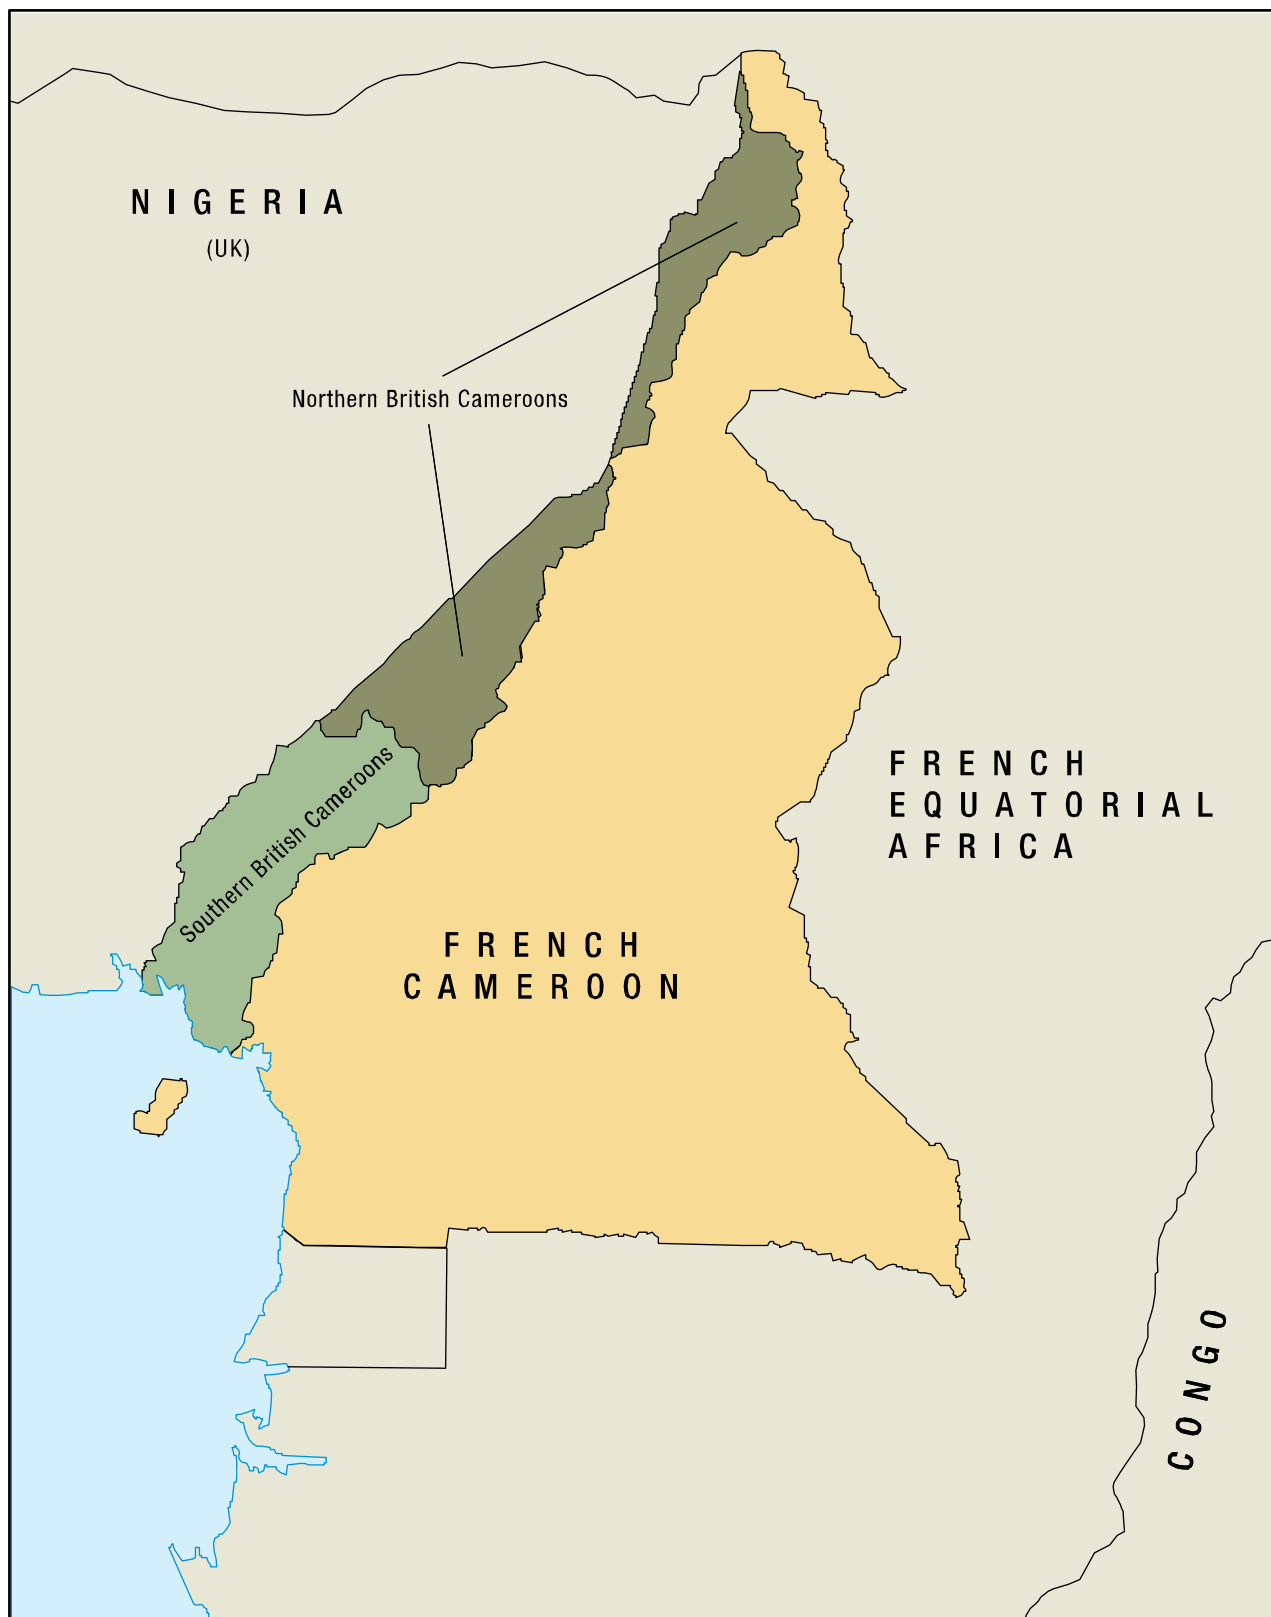 NIGERIA
(UK)
Northern British Cameroons
Southern British Cameroons
FRENCH
EQUATORIAL
AFRICA
FRENCH
CAMEROON
CONGO